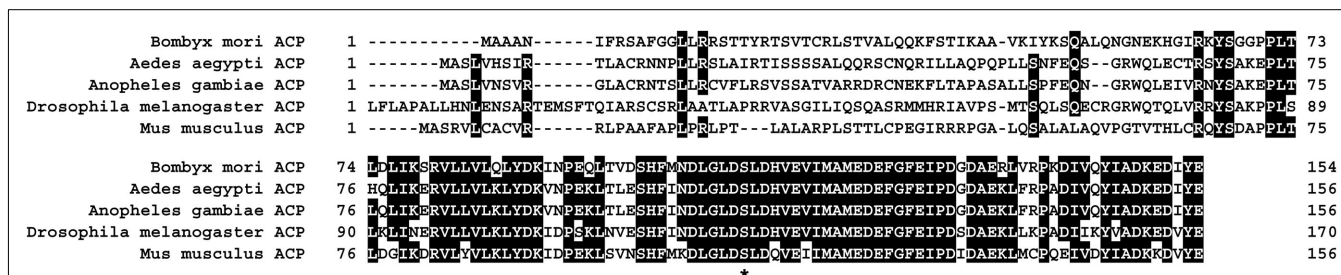 Bombyx mori ACP 1 -----------MAAAN------IFRSAFGGLLRRSTTYRTSVTCRLSTVALQQKFSTIKAA-VKIYKSQALQNGNEKHGIRKYSGGPPLT 73
Aedes aegypti ACP 1 --------MASLVHSIR------TLACRNNPLLRSLAIRTISSSSALQQRSCNQRILLAQPQPLLSNFEQS--GRWQLECTRSYSAKEPLT 75
Anopheles gambiae ACP 1 --------MASLVNSVR------GLACRNTSLLRCVFLRSVSSATVARRDRCNEKFLTAPASALLSPFEQN--GRWQLEIVRNYSAKEPLT 75
Drosophila melanogaster ACP 1 LFLAPALLHNLENSARTEMSFTQIARSCSRLAATLAPRRVASGILIQSQASRMMHRIAVPS-MTSQLSQECRGRWQTQLVRRYSAKPPLS 89
Mus musculus ACP 1 -----MASRVLCACVR------RLPAAFAPLPRLPT---LALARPLSTTLCPEGIRRRPGA-LQSALALAQVPGTVTHLCRQYSDAPPLT 75
Bombyx mori ACP 74 LDLIKSRVLLVLQLYDKINPEQLTVDSHFMNDLGLDSLDHVEVIMAMEDEFGFEIPDGDAERLVRPKDIVQYIADKEDIYE 154
Aedes aegypti ACP 76 HQLIKERVLLVLKLYDKVNPEKLTLESHFINDLGLDSLDHVEVIMAMEDEFGFEIPDGDAEKLFRPADIVQYIADKEDVYE 156
Anopheles gambiae ACP 76 LQLIKERVLLVLKLYDKVNPEKLTLESHFINDLGLDSLDHVEVIMAMEDEFGFEIPDSDAEKLFRPADIVQYIADKEDVYE 156
Drosophila melanogaster ACP 90 LKLINERVLLVLKLYDKIDPSKLNVESHFINDLGLDSLDHVEVIMAMEDEFGFEIPDSDAEKLLKPADIIKYVADKEDVYE 170
Mus musculus ACP 76 LDGIKDRVLYVLKLYDKIDPEKLSVNSHFMKDLGLDSLDQVEIIMAMEDEFGFEIPDIDAEKLMCPQEIVDYIADKKDVYE 156
*